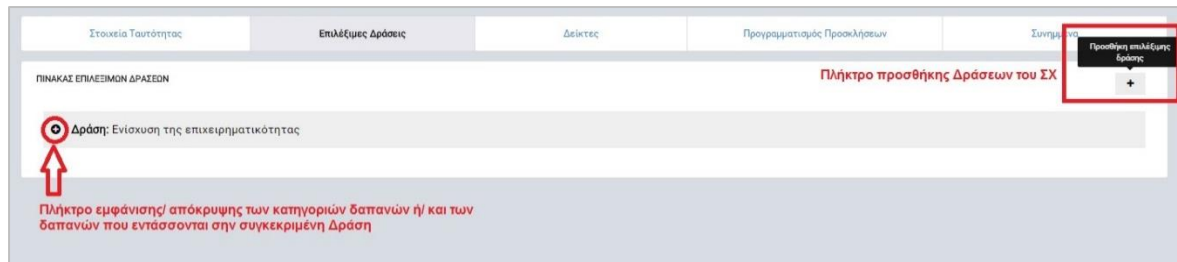 Στοιχεία Ταυτότητας
Επιλέξιμες Δράσεις
Δείκτες
Προγραμματισμός Προσκλήσεων
Συνημμένα
Προσθήκη επιλέξιμης
δράσης
ΠΙΝΑΚΑΣ ΕΠΙΛΕΞΙΜΩΝ ΔΡΑΣΕΩΝ
Πλήκτρο προσθήκης Δράσεων του ΣΧ
+
Δράση: Ενίσχυση της επιχειρηματικότητας
Πλήκτρο εμφάνισης/ απόκρυψης των κατηγοριών δαπανών ή/ και των
δαπανών που εντάσσονται σην συγκεκριμένη Δράση